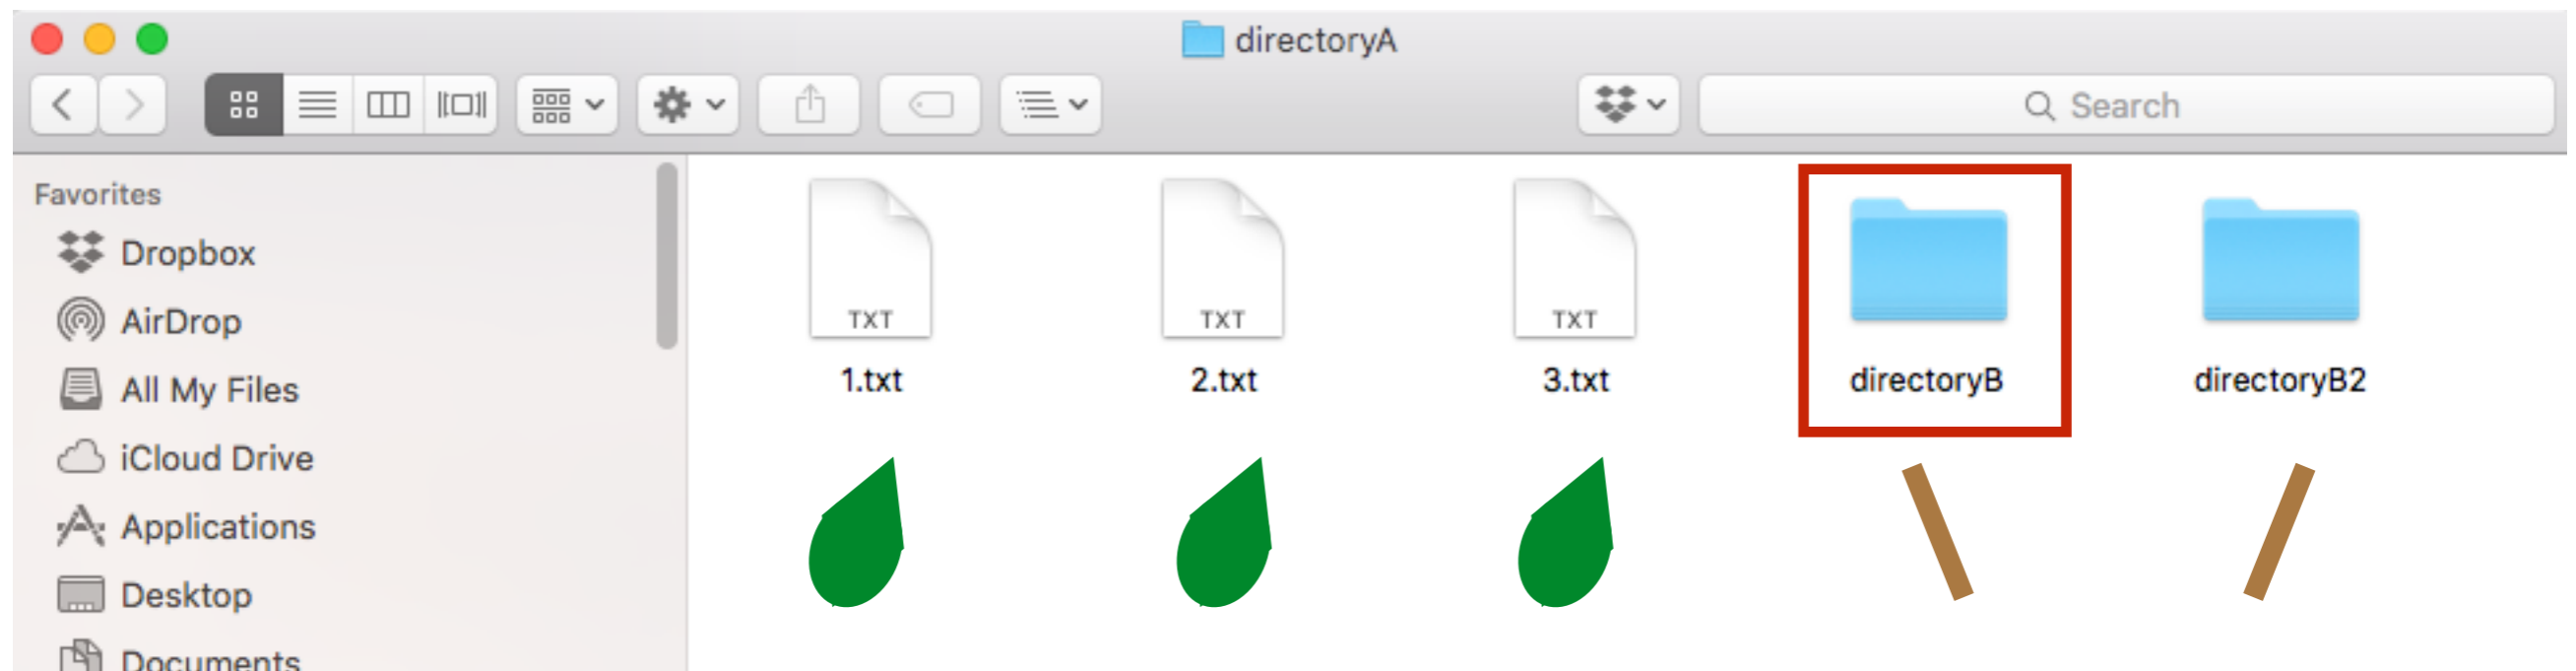 directoryA
Search
Favorites
Dropbox
AirDrop
All My Files
iCloud Drive
Applications
Desktop
Documents
TXT
TXT
TXT
1.txt
2.txt
3.txt
directoryB
directoryB2